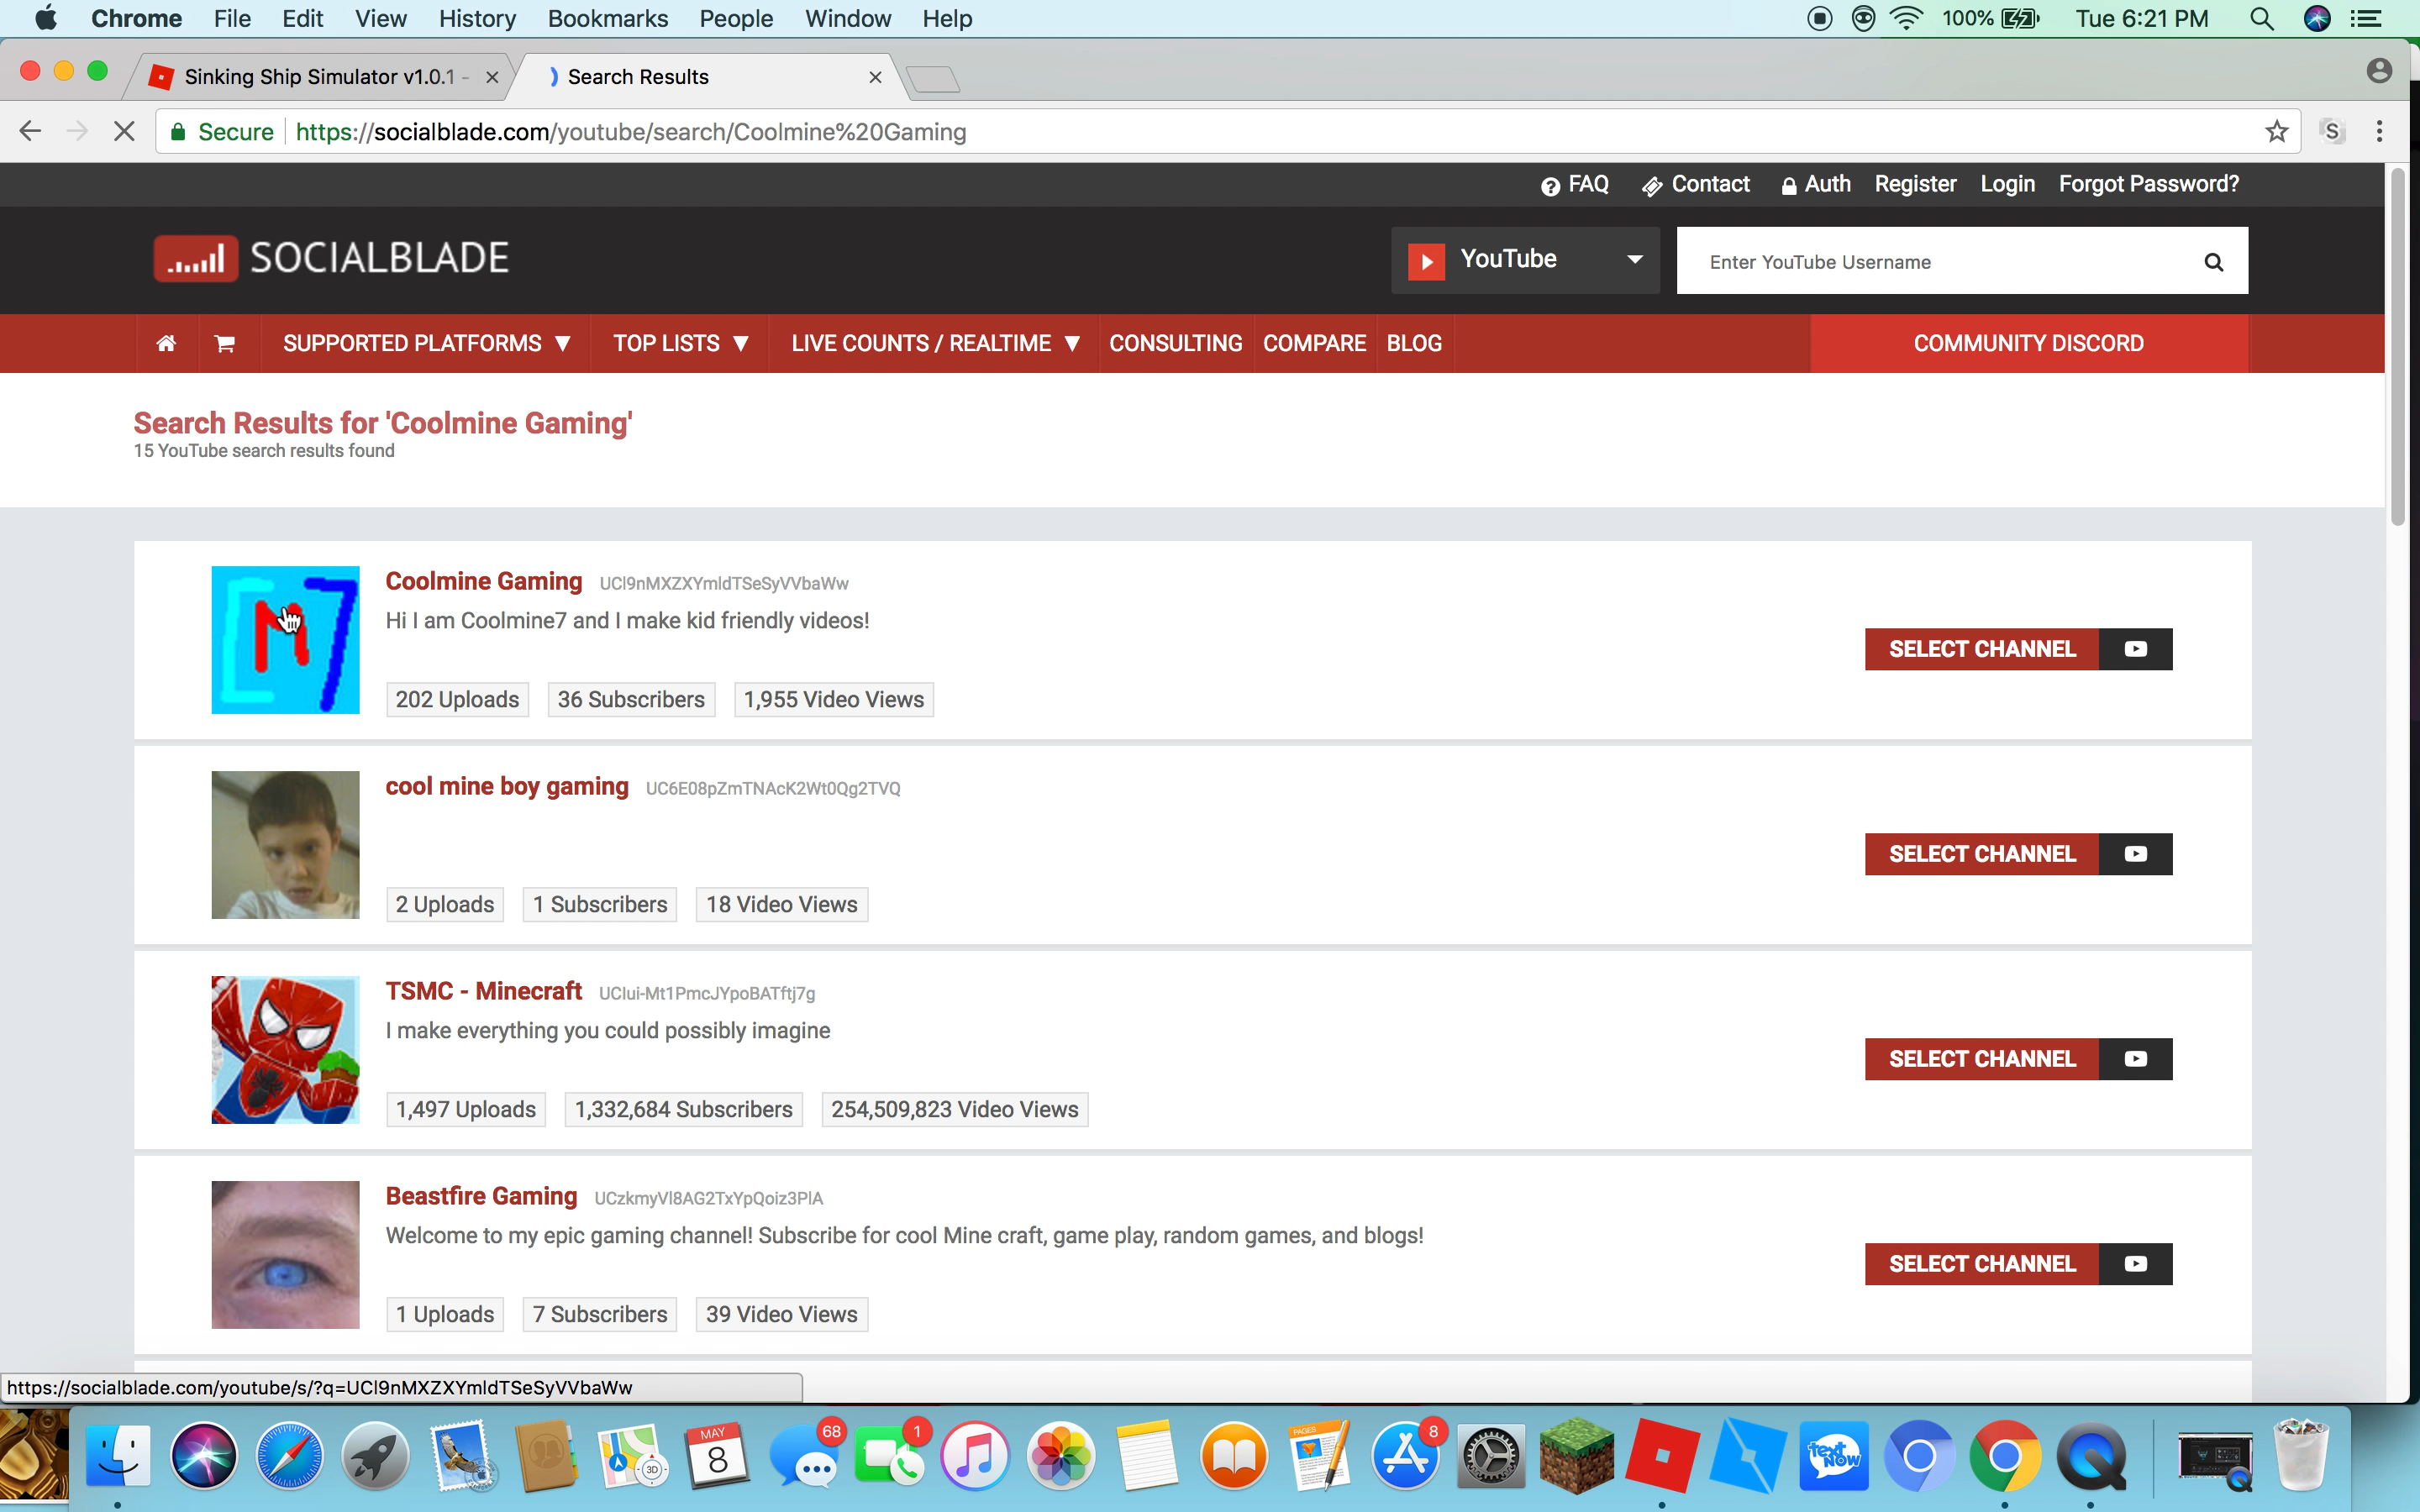 Chrome File Edit View History Bookmarks People Window Help 100% Tue 6:21 PM
Sinking Ship Simulator v1.0.1 - Search Results
Secure https://socialblade.com/youtube/search/Coolmine%20Gaming S
FAQ Contact Auth Register Login Forgot Password?
SOCIALBLADE YouTube Enter YouTube Username
SUPPORTED PLATFORMS ▼ TOP LISTS ▼ LIVE COUNTS / REALTIME ▼ CONSULTING COMPARE BLOG COMMUNITY DISCORD
Search Results for 'Coolmine Gaming'
15 YouTube search results found
M7
Coolmine Gaming UCl9nMXZXYmldTSeSyVVbaWw
Hi I am Coolmine7 and I make kid friendly videos!
SELECT CHANNEL
202 Uploads 36 Subscribers 1,955 Video Views
cool mine boy gaming UC6E08pZmTNAcK2Wt0Qg2TVQ
SELECT CHANNEL
2 Uploads 1 Subscribers 18 Video Views
TSMC - Minecraft UClui-Mt1PmcJYpoBATftj7g
I make everything you could possibly imagine
SELECT CHANNEL
1,497 Uploads 1,332,684 Subscribers 254,509,823 Video Views
Beastfire Gaming UCzkmyVl8AG2TxYpQoiz3PlA
Welcome to my epic gaming channel! Subscribe for cool Mine craft, game play, random games, and blogs!
SELECT CHANNEL
1 Uploads 7 Subscribers 39 Video Views
https://socialblade.com/youtube/s/?q=UCl9nMXZXYmldTSeSyVVbaWw
3D MAY 8 68 1 PAGES 8 text NOW